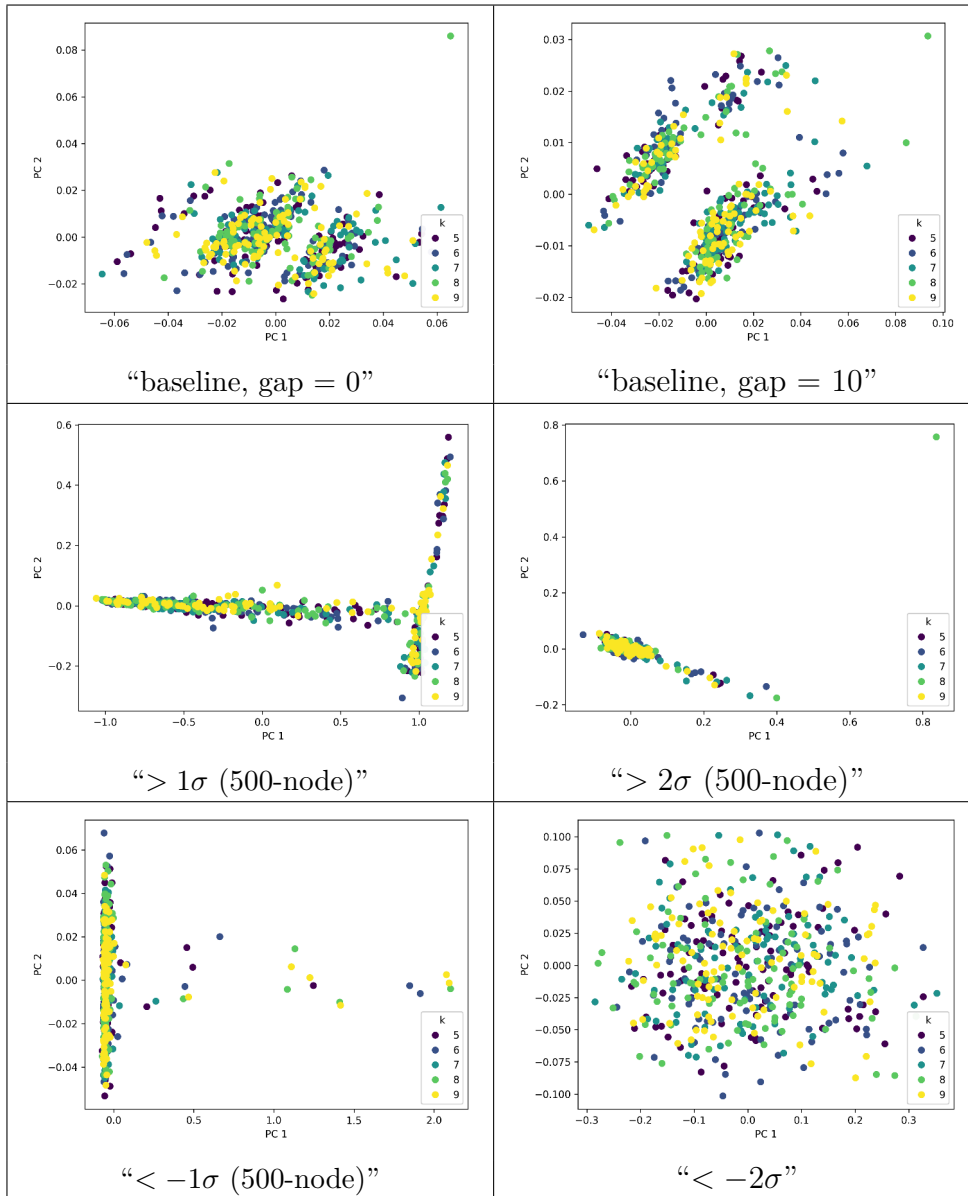 0.08
0.06
0.04
0.02
0.00
−0.02
PC 2
−0.06 −0.04 −0.02 0.00 0.02 0.04 0.06
PC 1
k
5
6
7
8
9
“baseline, gap = 0”
0.03
0.02
0.01
0.00
−0.01
−0.02
PC 2
−0.04 −0.02 0.00 0.02 0.04 0.06 0.08 0.10
PC 1
k
5
6
7
8
9
“baseline, gap = 10”
0.6
0.4
0.2
0.0
−0.2
PC 2
−1.0 −0.5 0.0 0.5 1.0
PC 1
k
5
6
7
8
9
“> 1σ (500-node)”
0.8
0.6
0.4
0.2
0.0
−0.2
PC 2
0.0 0.2 0.4 0.6 0.8
PC 1
k
5
6
7
8
9
“> 2σ (500-node)”
0.06
0.04
0.02
0.00
−0.02
−0.04
PC 2
0.0 0.5 1.0 1.5 2.0
PC 1
k
5
6
7
8
9
“< −1σ (500-node)”
0.100
0.075
0.050
0.025
0.000
−0.025
−0.050
−0.075
−0.100
PC 2
−0.3 −0.2 −0.1 0.0 0.1 0.2 0.3
PC 1
k
5
6
7
8
9
“< −2σ”